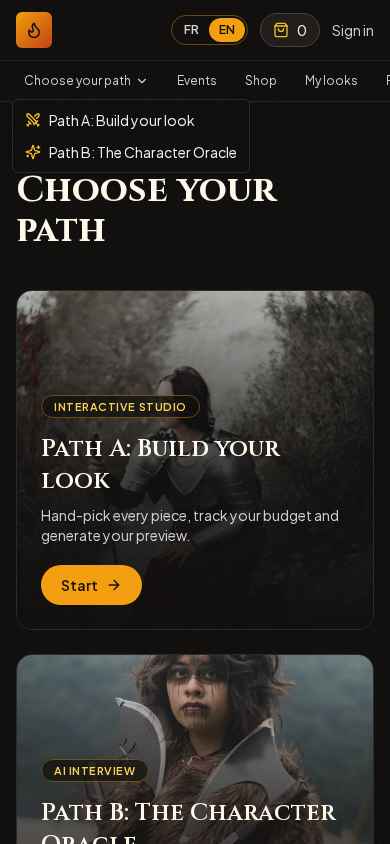 FR EN 0 Sign in
Choose your path Events Shop My looks
Path A: Build your look
Path B: The Character Oracle
Choose your
path
INTERACTIVE STUDIO
Path A: Build your
look
Hand-pick every piece, track your budget and
generate your preview.
Start
AI INTERVIEW
Path B: The Character
Oracle